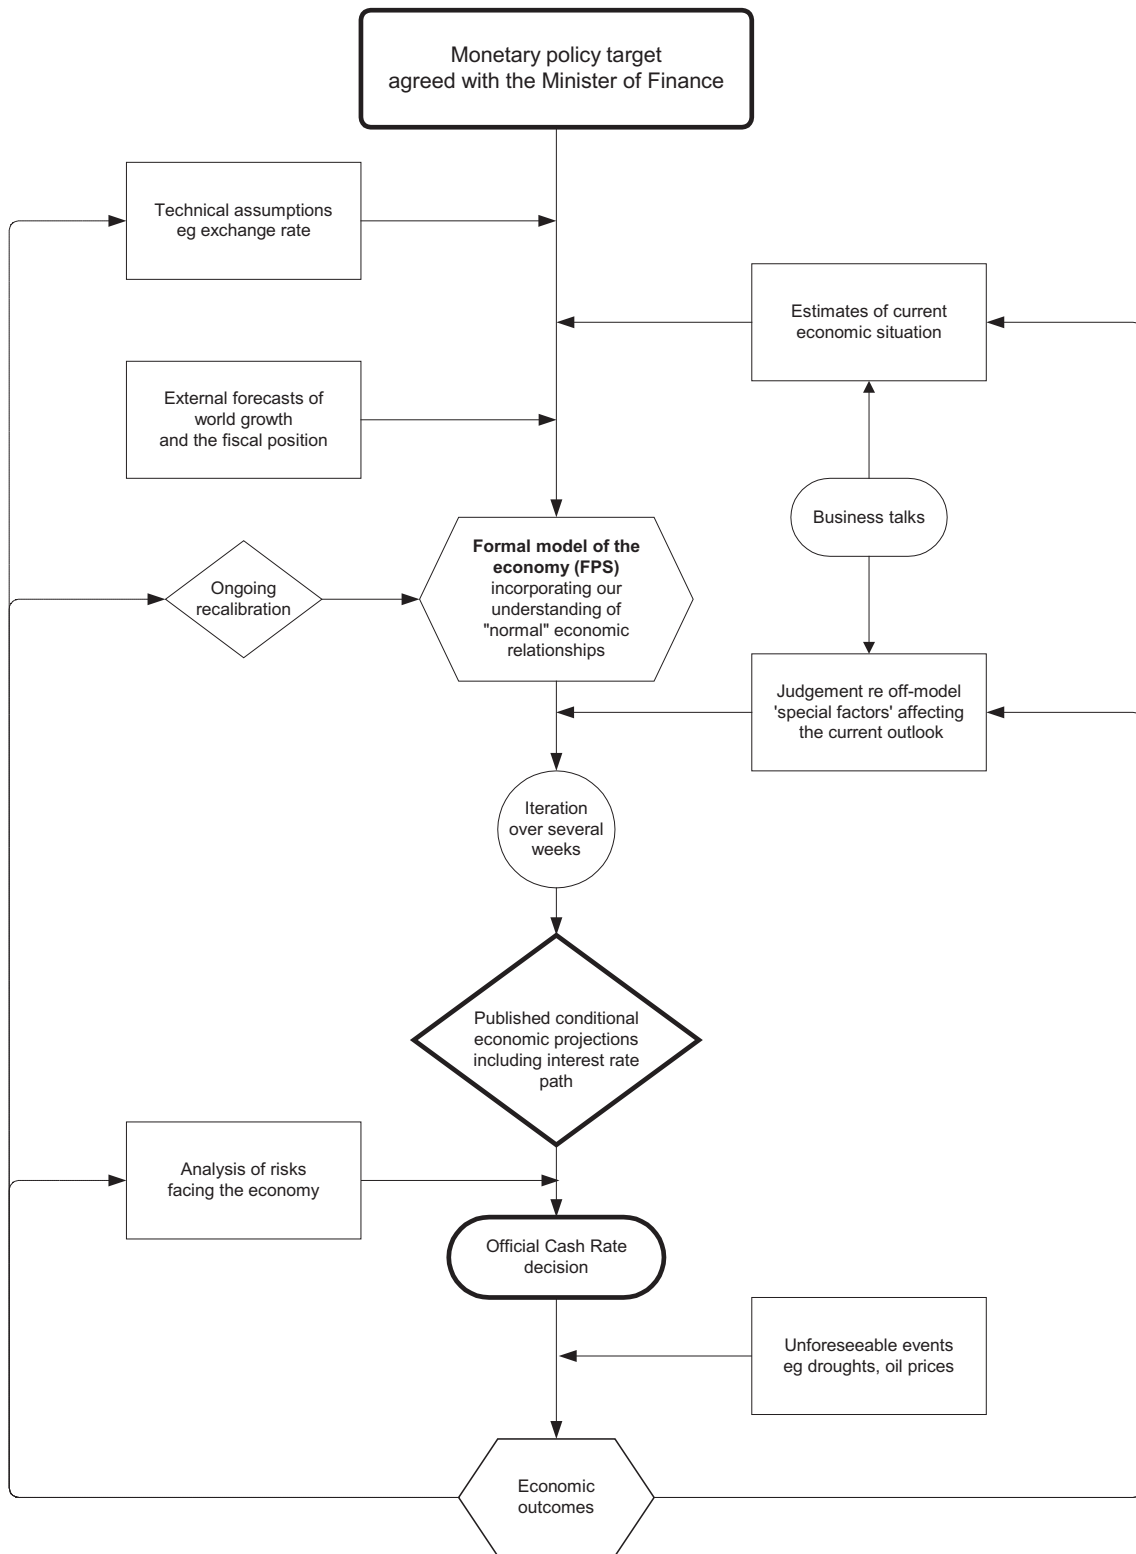 Monetary policy target
agreed with the Minister of Finance
Technical assumptions
eg exchange rate
Estimates of current
economic situation
External forecasts of
world growth
and the fiscal position
Business talks
Formal model of the
economy (FPS)
incorporating our
understanding of
"normal" economic
relationships
Ongoing
recalibration
Judgement re off-model
'special factors' affecting
the current outlook
Iteration
over several
weeks
Published conditional
economic projections
including interest rate
path
Analysis of risks
facing the economy
Official Cash Rate
decision
Unforeseeable events
eg droughts, oil prices
Economic
outcomes